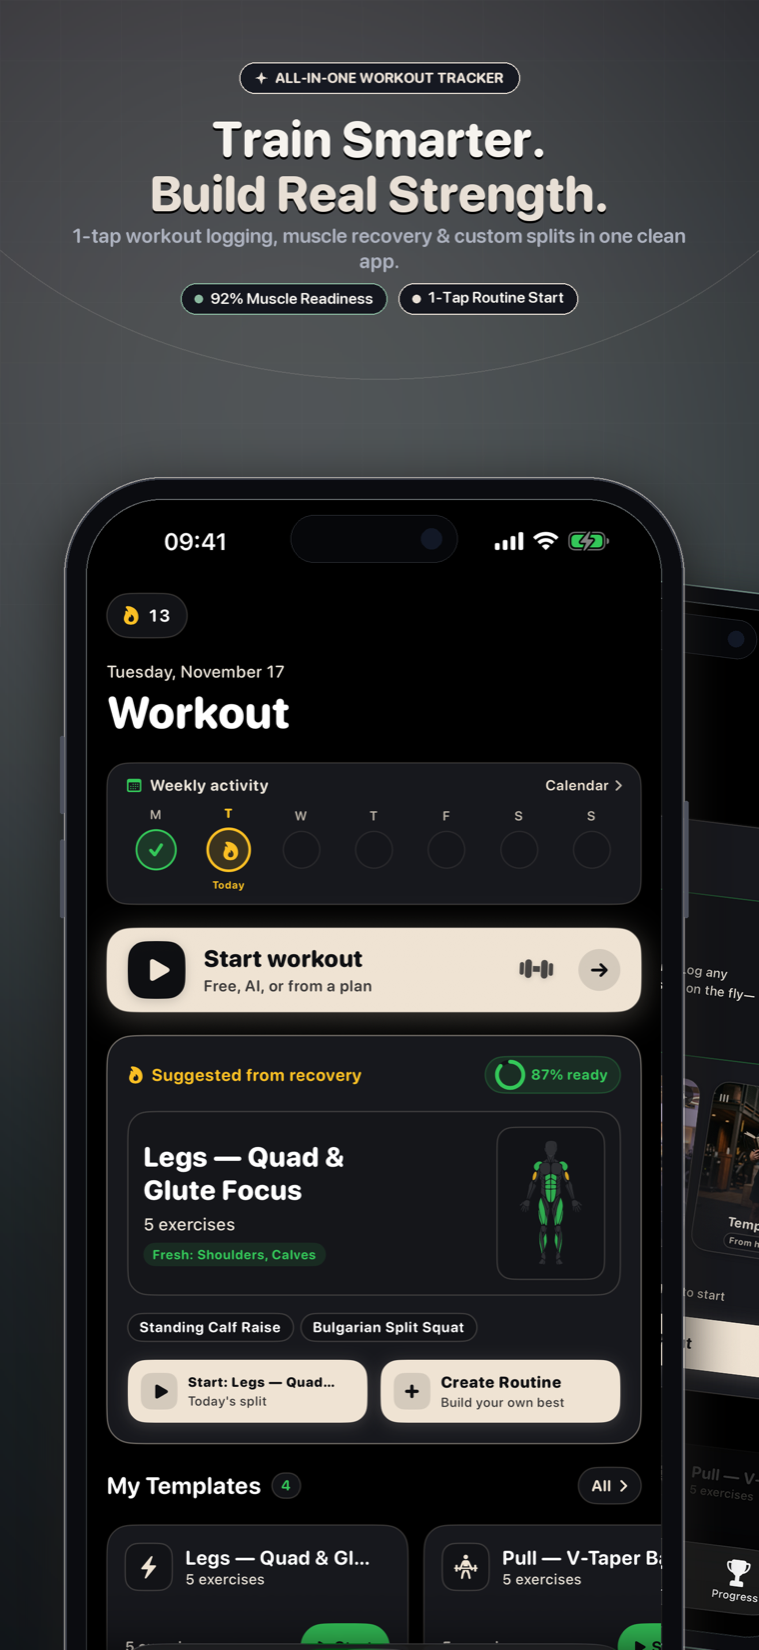 ALL-IN-ONE WORKOUT TRACKER
Train Smarter.
Build Real Strength.
1-tap workout logging, muscle recovery & custom splits in one clean
app.
92% Muscle Readiness
1-Tap Routine Start
09:41
13
Tuesday, November 17
Workout
Weekly activity
Calendar
M T W T F S S
Today
Start workout
Free, AI, or from a plan
og any
on the fly—
Suggested from recovery
87% ready
Legs — Quad &
Glute Focus
5 exercises
Fresh: Shoulders, Calves
Temp
From h
to start
Standing Calf Raise
Bulgarian Split Squat
t
Start: Legs — Quad...
Today's split
Create Routine
Build your own best
My Templates
4
All
Pull — V-
5 exercises
Legs — Quad & Gl...
5 exercises
Pull — V-Taper Ba
5 exercises
Progress